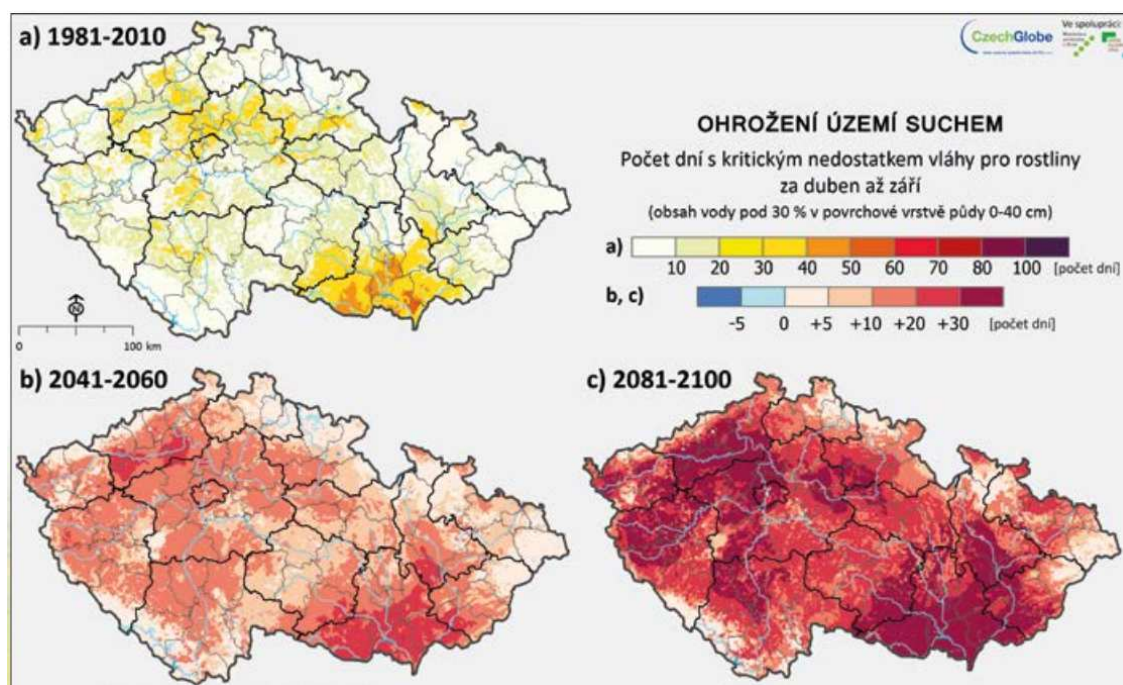 a) 1981-2010
CzechGlobe
Ve spolupráci:
OHROŽENÍ ÚZEMÍ SUCHEM
Počet dní s kritickým nedostatkem vláhy pro rostliny
za duben až září
(obsah vody pod 30 % v povrchové vrstvě půdy 0-40 cm)
a)
10 20 30 40 50 60 70 80 100 [počet dní]
b, c)
-5 0 +5 +10 +20 +30 [počet dní]
0 100 km
b) 2041-2060
c) 2081-2100